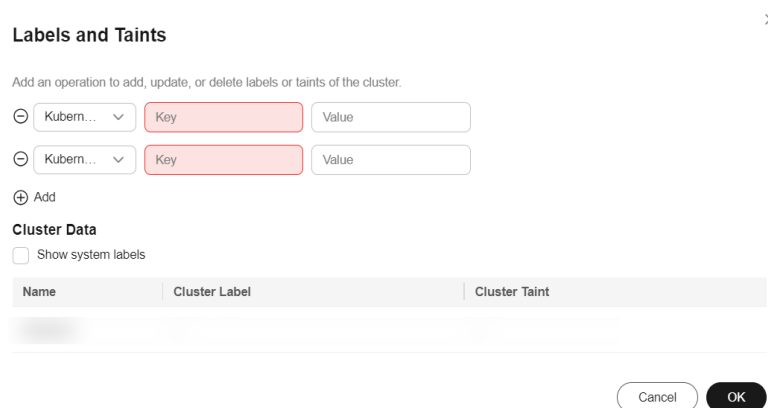 Labels and Taints
Add an operation to add, update, or delete labels or taints of the cluster.
Kubern... Key Value
Kubern... Key Value
Add
Cluster Data
Show system labels
Name Cluster Label Cluster Taint
Cancel OK